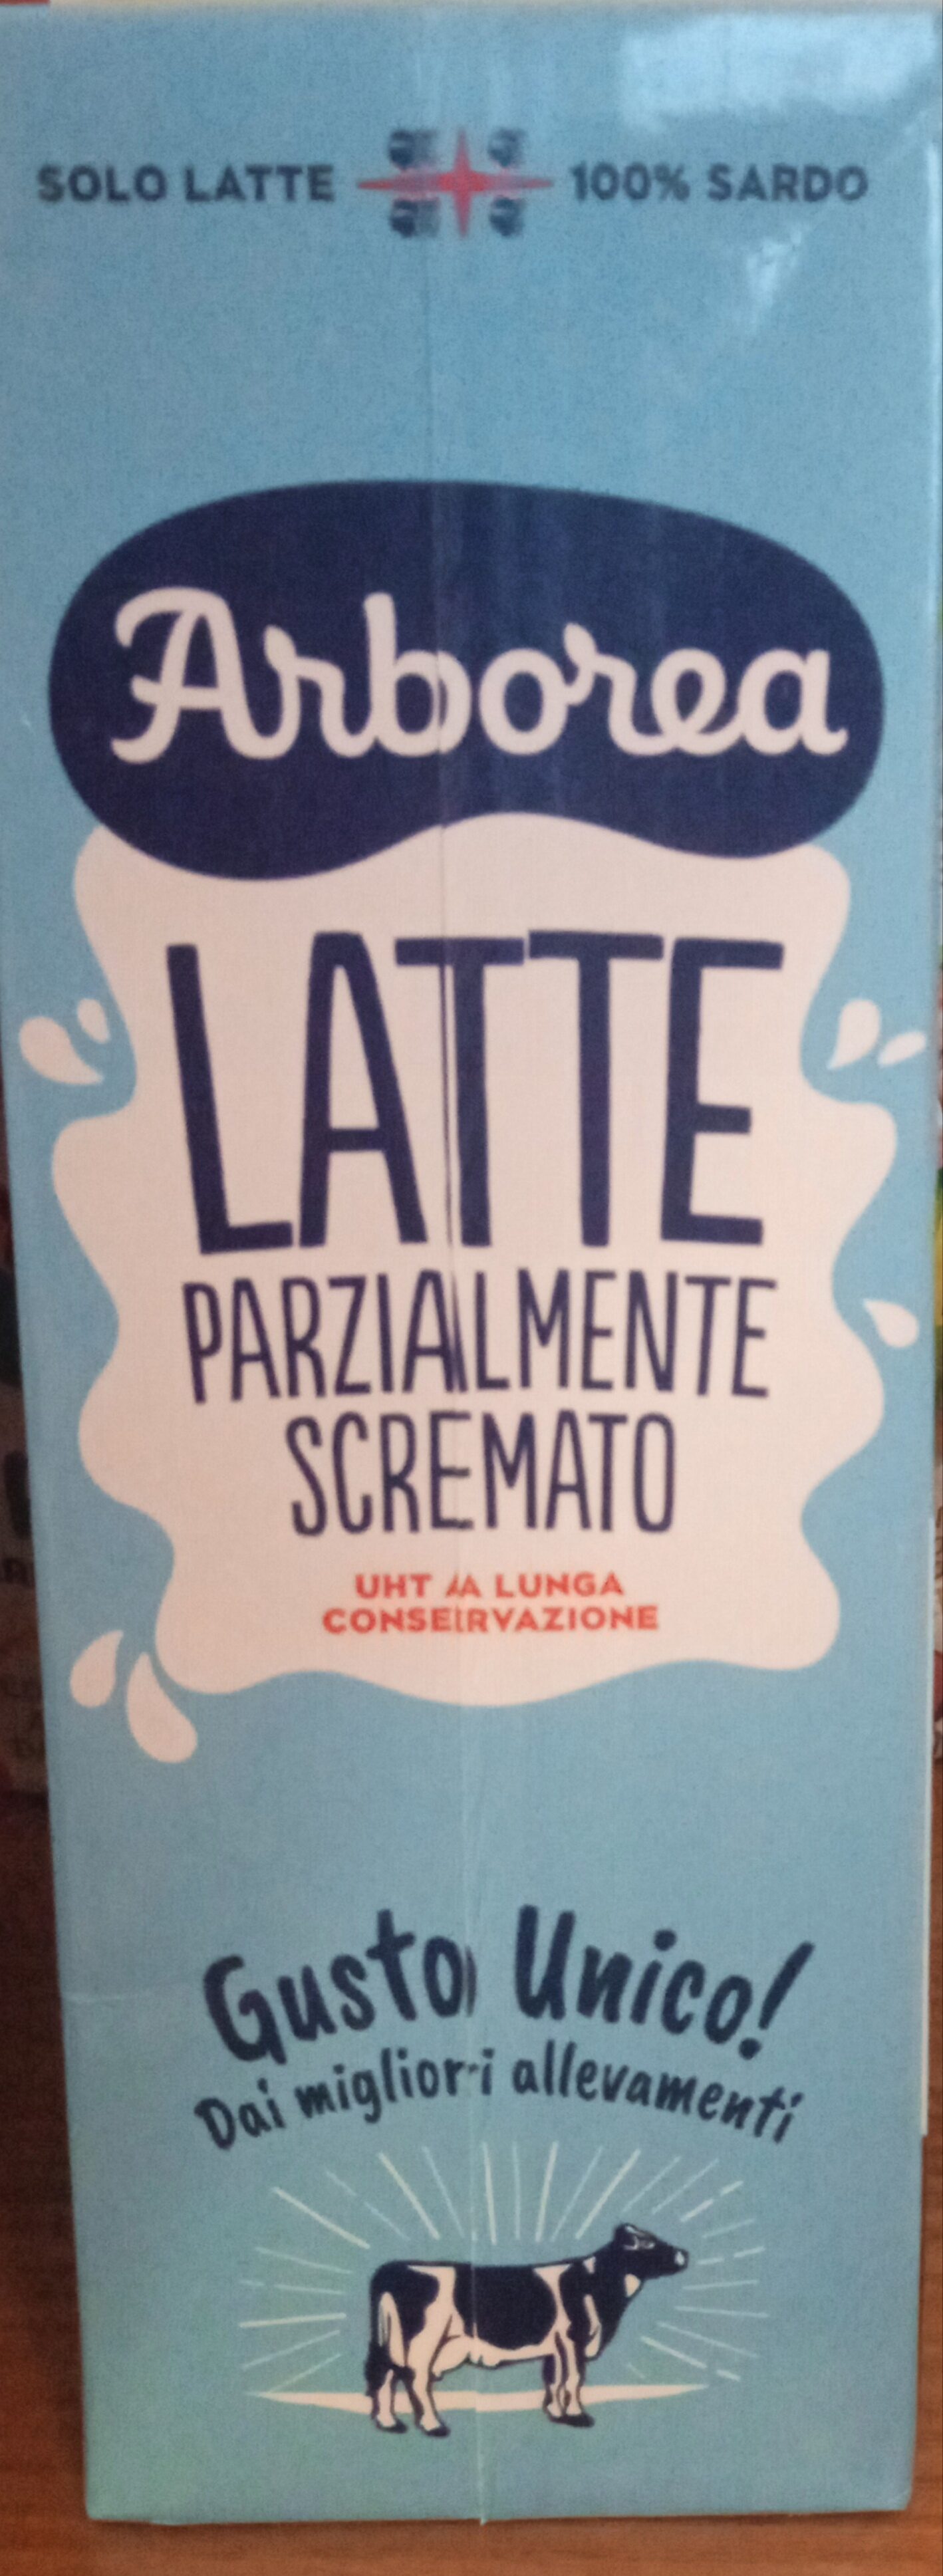 SOLO LATTE 100% SARDO
Arborea
LATTE
PARZIALMENTE
SCREMATO
UHT A LUNGA
CONSERVAZIONE
Gusto Unico!
Dai migliori allevamenti